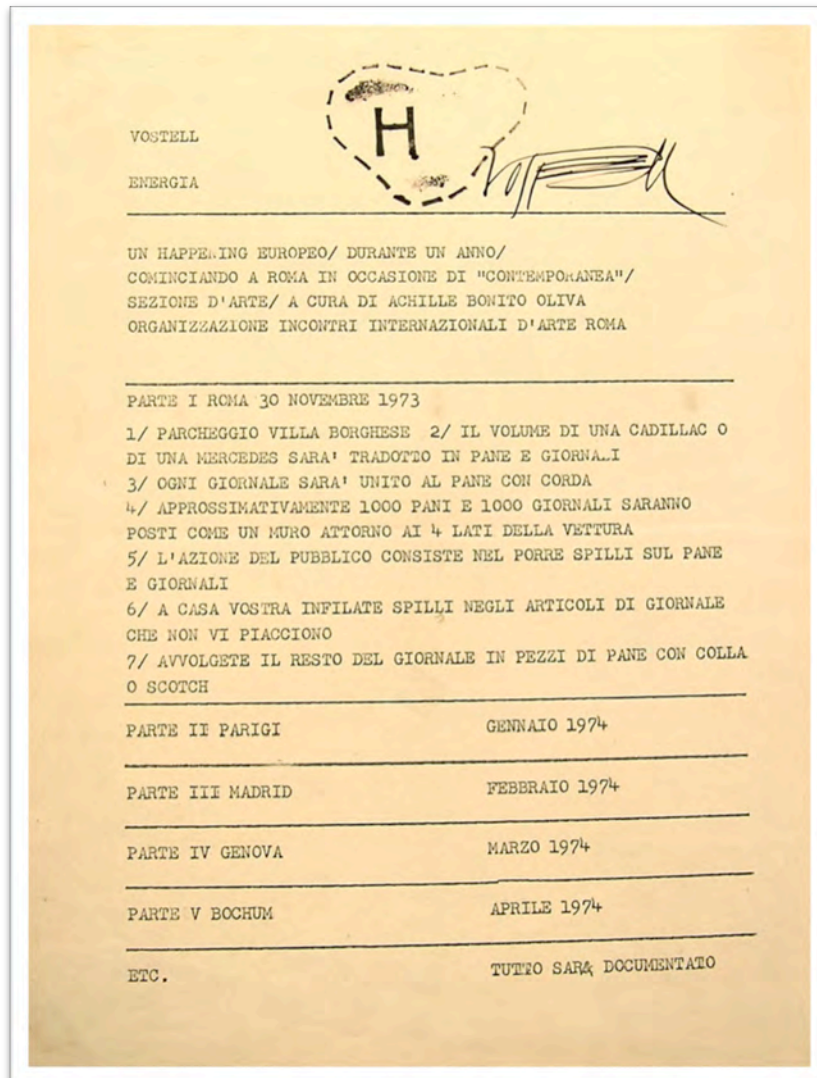 H
VOSTELL
Vostell
ENERGIA
UN HAPPENING EUROPEO/ DURANTE UN ANNO/
COMINCIANDO A ROMA IN OCCASIONE DI "CONTEMPORANEA"/
SEZIONE D'ARTE/ A CURA DI ACHILLE BONITO OLIVA
ORGANIZZAZIONE INCONTRI INTERNAZIONALI D'ARTE ROMA
PARTE I ROMA 30 NOVEMBRE 1973
1/ PARCHEGGIO VILLA BORGHESE 2/ IL VOLUME DI UNA CADILLAC O
DI UNA MERCEDES SARA' TRADOTTO IN PANE E GIORNALI
3/ OGNI GIORNALE SARA' UNITO AL PANE CON CORDA
4/ APPROSSIMATIVAMENTE 1000 PANI E 1000 GIORNALI SARANNO
POSTI COME UN MURO ATTORNO AI 4 LATI DELLA VETTURA
5/ L'AZIONE DEL PUBBLICO CONSISTE NEL PORRE SPILLI SUL PANE
E GIORNALI
6/ A CASA VOSTRA INFILATE SPILLI NEGLI ARTICOLI DI GIORNALE
CHE NON VI PIACCIONO
7/ AVVOLGETE IL RESTO DEL GIORNALE IN PEZZI DI PANE CON COLLA
O SCOTCH
PARTE II PARIGI GENNAIO 1974
PARTE III MADRID FEBBRAIO 1974
PARTE IV GENOVA MARZO 1974
PARTE V BOCHUM APRILE 1974
ETC. TUTTO SARA DOCUMENTATO